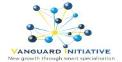 VANGUARD INITIATIVE
New growth through smart specialisation